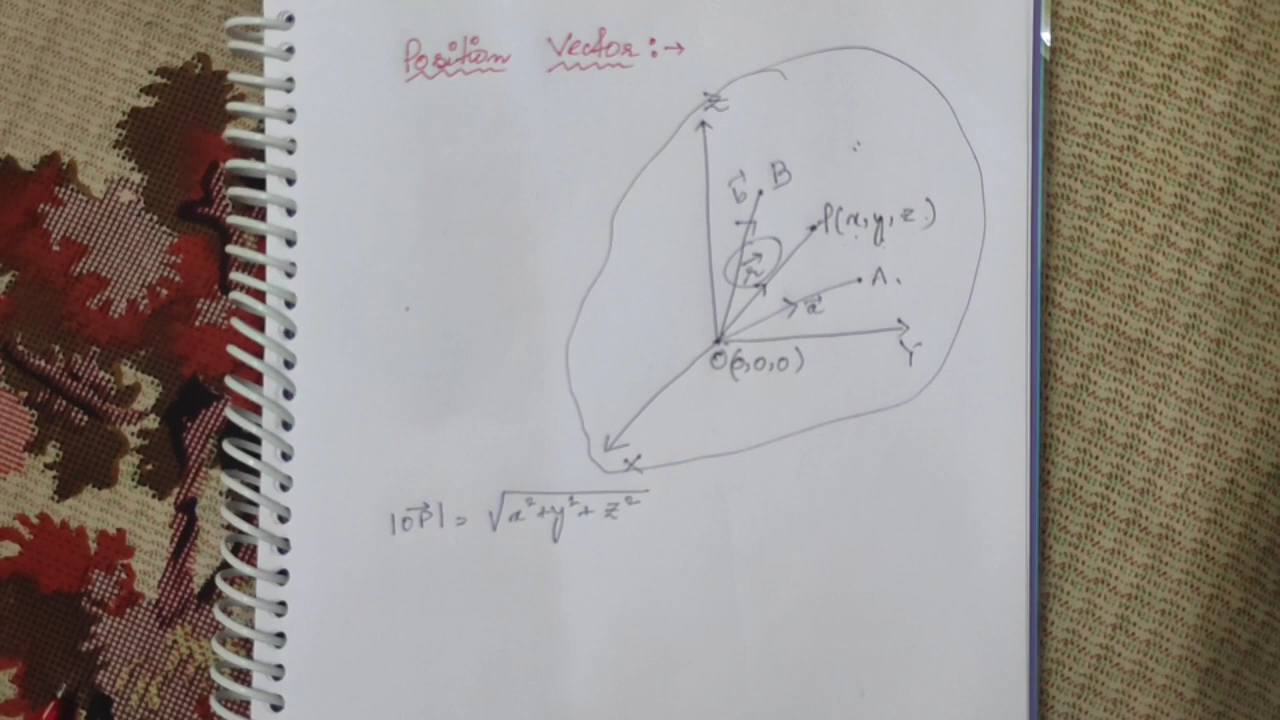 Position Vector :→
Z
b⃗ B
P(x, y, z)
r⃗
A
a⃗
O(0,0,0)
Y
X
|OP⃗| = √x²+y²+z²